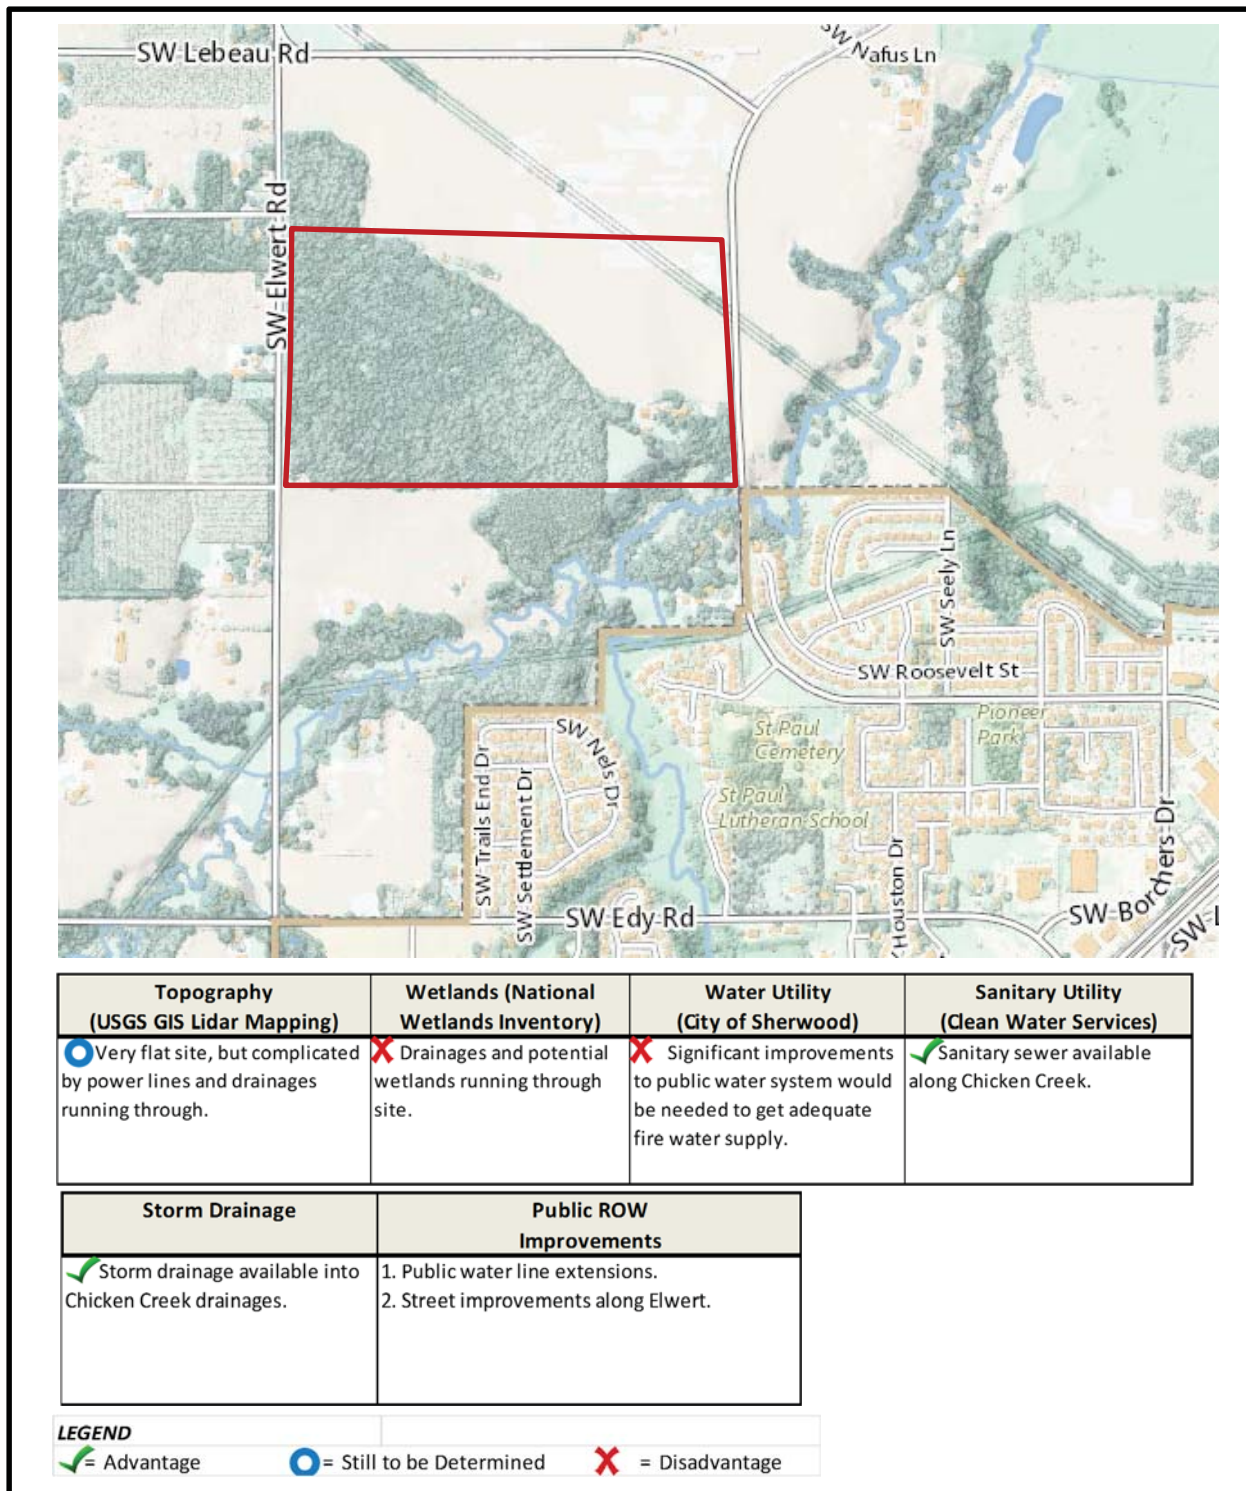 SW Lebeau Rd
SW Nafus Ln
SW Elwert Rd
SW Seely Ln
SW Roosevelt St
Pioneer
Park
St Paul
Cemetery
St Paul
Lutheran School
SW Nels Dr
SW Trails End Dr
SW Settlement Dr
Houston Dr
SW Borchers Dr
SW Edy Rd
SW L
Topography
(USGS GIS Lidar Mapping)
Very flat site, but complicated
by power lines and drainages
running through.
Wetlands (National
Wetlands Inventory)
X Drainages and potential
wetlands running through
site.
Water Utility
(City of Sherwood)
X Significant improvements
to public water system would
be needed to get adequate
fire water supply.
Sanitary Utility
(Clean Water Services)
Sanitary sewer available
along Chicken Creek.
Storm Drainage
Storm drainage available into
Chicken Creek drainages.
Public ROW
Improvements
1. Public water line extensions.
2. Street improvements along Elwert.
LEGEND
= Advantage
= Still to be Determined
X = Disadvantage